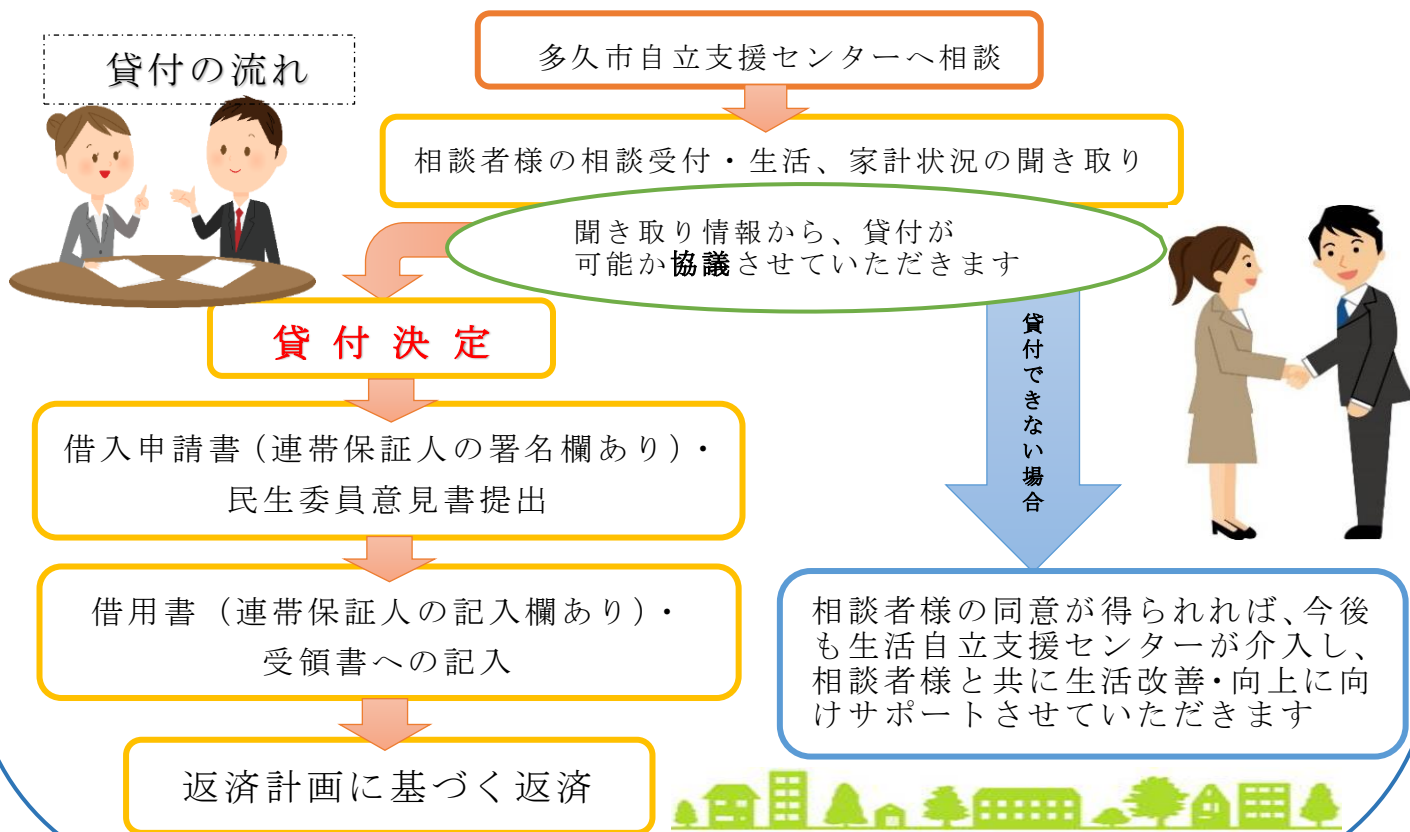 貸付の流れ
多久市自立支援センターへ相談
相談者様の相談受付・生活、家計状況の聞き取り
聞き取り情報から、貸付が
可能か協議させていただきます
貸付決定
借入申請書（連帯保証人の署名欄あり）・
民生委員意見書提出
借用書（連帯保証人の記入欄あり）・
受領書への記入
返済計画に基づく返済
貸付できない場合
相談者様の同意が得られれば、今後
も生活自立支援センターが介入し、
相談者様と共に生活改善・向上に向
けサポートさせていただきます